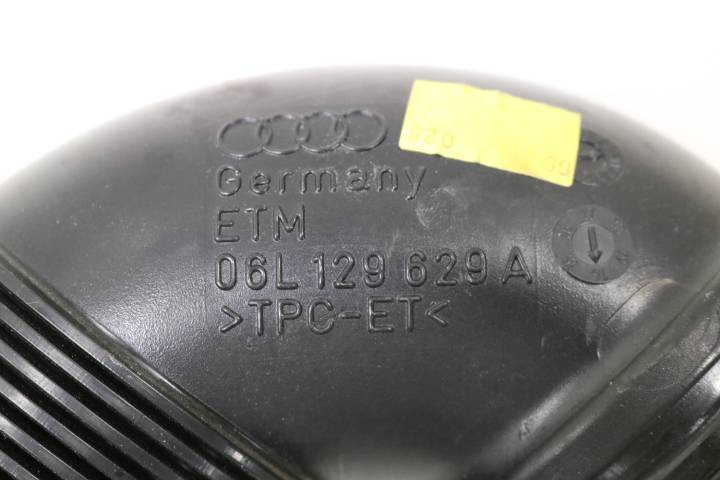 Germany
ETM
06L 129 629 A
>TPC-ET<